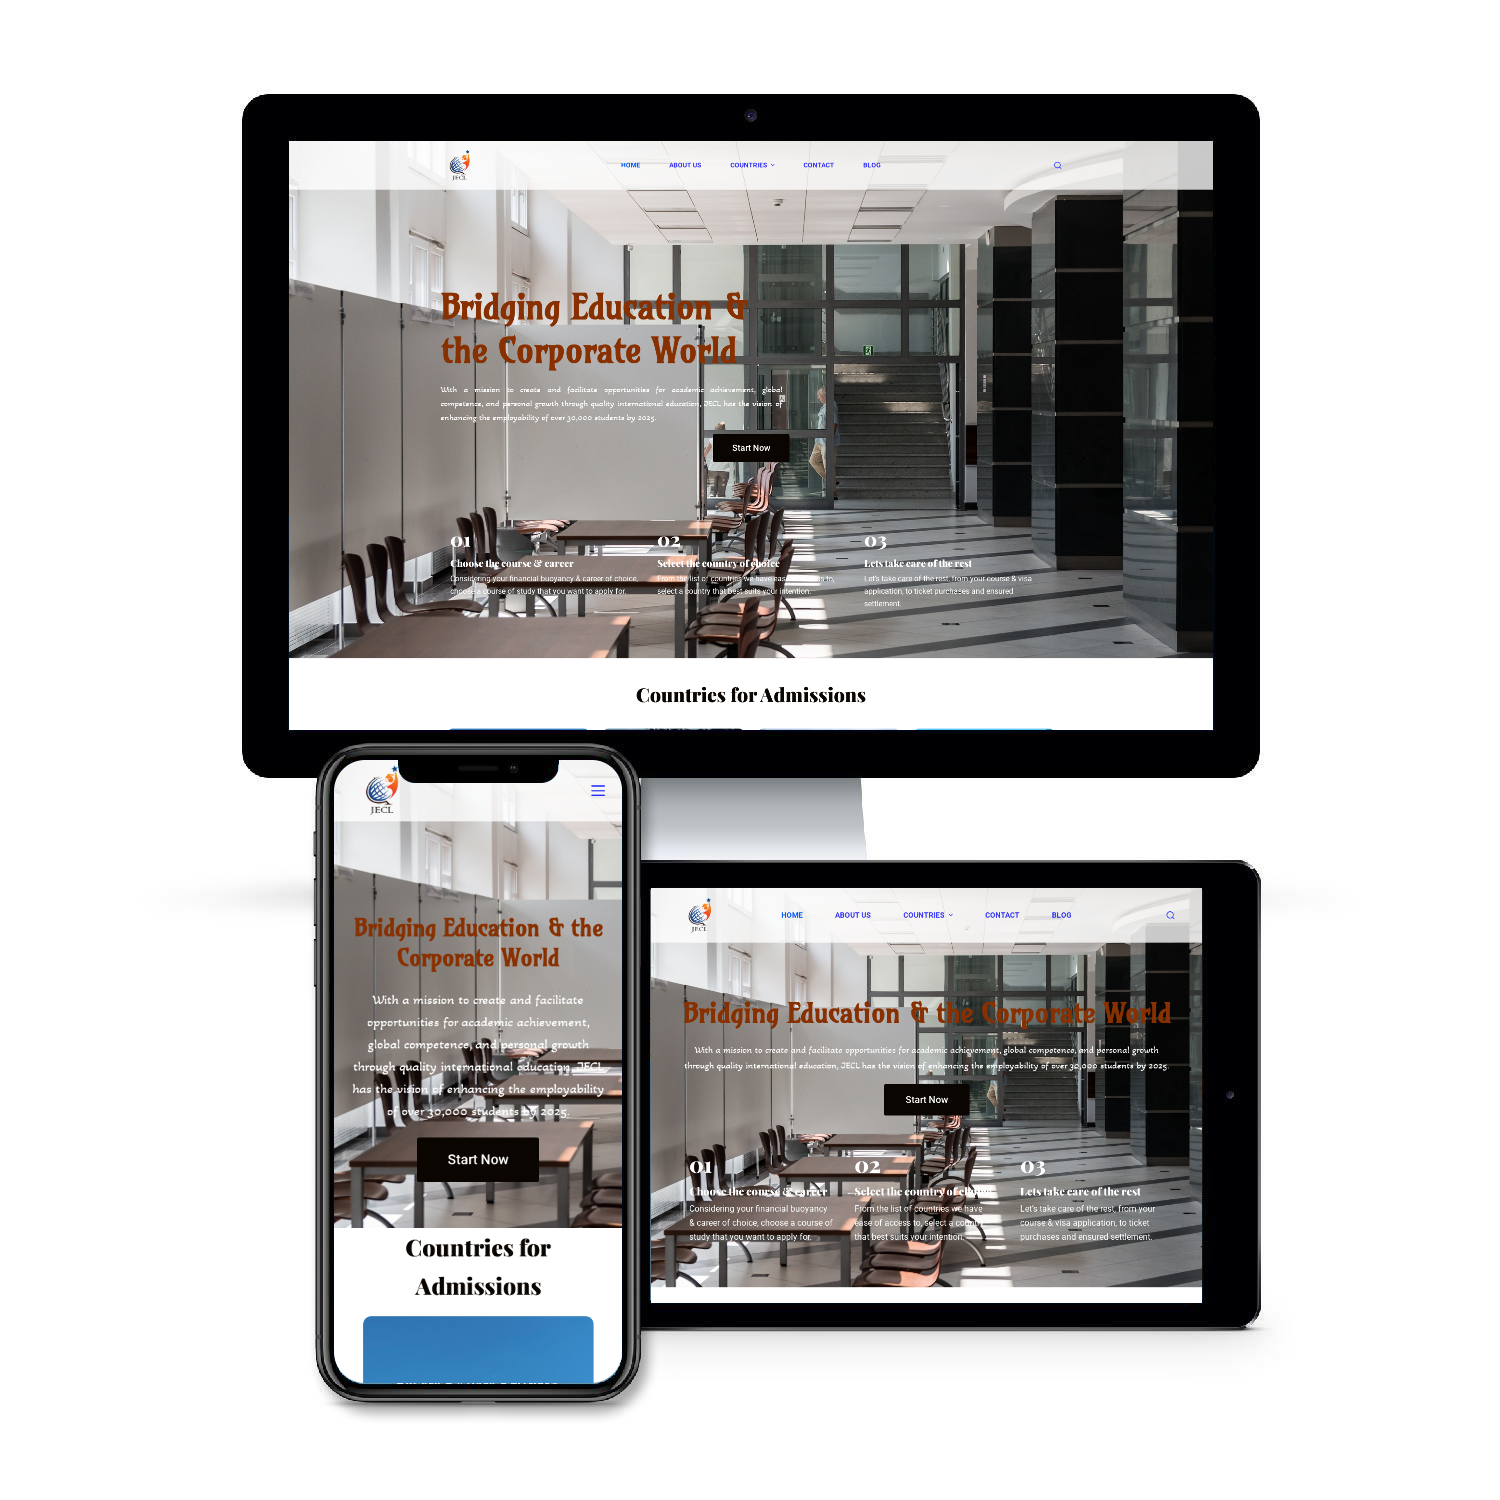 JECL
HOME ABOUT US COUNTRIES CONTACT BLOG
Bridging Education &
the Corporate World
With a mission to create and facilitate opportunities for academic achievement, global
competence, and personal growth through quality international education, JECL has the vision of
enhancing the employability of over 30,000 students by 2025.
Start Now
01
Choose the course & career
Considering your financial buoyancy & career of choice,
choose a course of study that you want to apply for.
02
Select the country of choice
From the list of countries we have ease of access to,
select a country that best suits your intention.
03
Lets take care of the rest
Let's take care of the rest, from your course & visa
application, to ticket purchases and ensured
settlement.
Countries for Admissions
JECL
Bridging Education & the
Corporate World
With a mission to create and facilitate
opportunities for academic achievement,
global competence, and personal growth
through quality international education, JECL
has the vision of enhancing the employability
of over 30,000 students by 2025.
Start Now
Countries for
Admissions
JECL
HOME ABOUT US COUNTRIES CONTACT BLOG
Bridging Education & the Corporate World
With a mission to create and facilitate opportunities for academic achievement, global competence, and personal growth
through quality international education, JECL has the vision of enhancing the employability of over 30,000 students by 2025.
Start Now
01
Choose the course & career
Considering your financial buoyancy
& career of choice, choose a course of
study that you want to apply for.
02
Select the country of choice
From the list of countries we have
ease of access to, select a country
that best suits your intention.
03
Lets take care of the rest
Let's take care of the rest, from your
course & visa application, to ticket
purchases and ensured settlement.